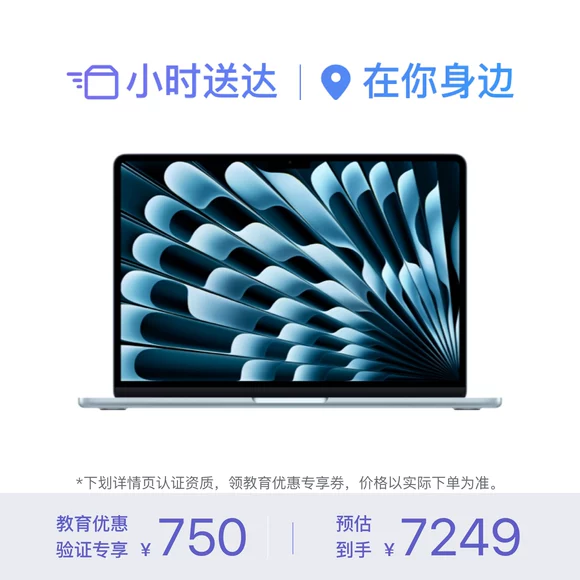 小时送达 在你身边
*下划详情页认证资质，领教育优惠专享券，价格以实际下单为准。
教育优惠 预估
验证专享 ¥750 到手 ¥7249